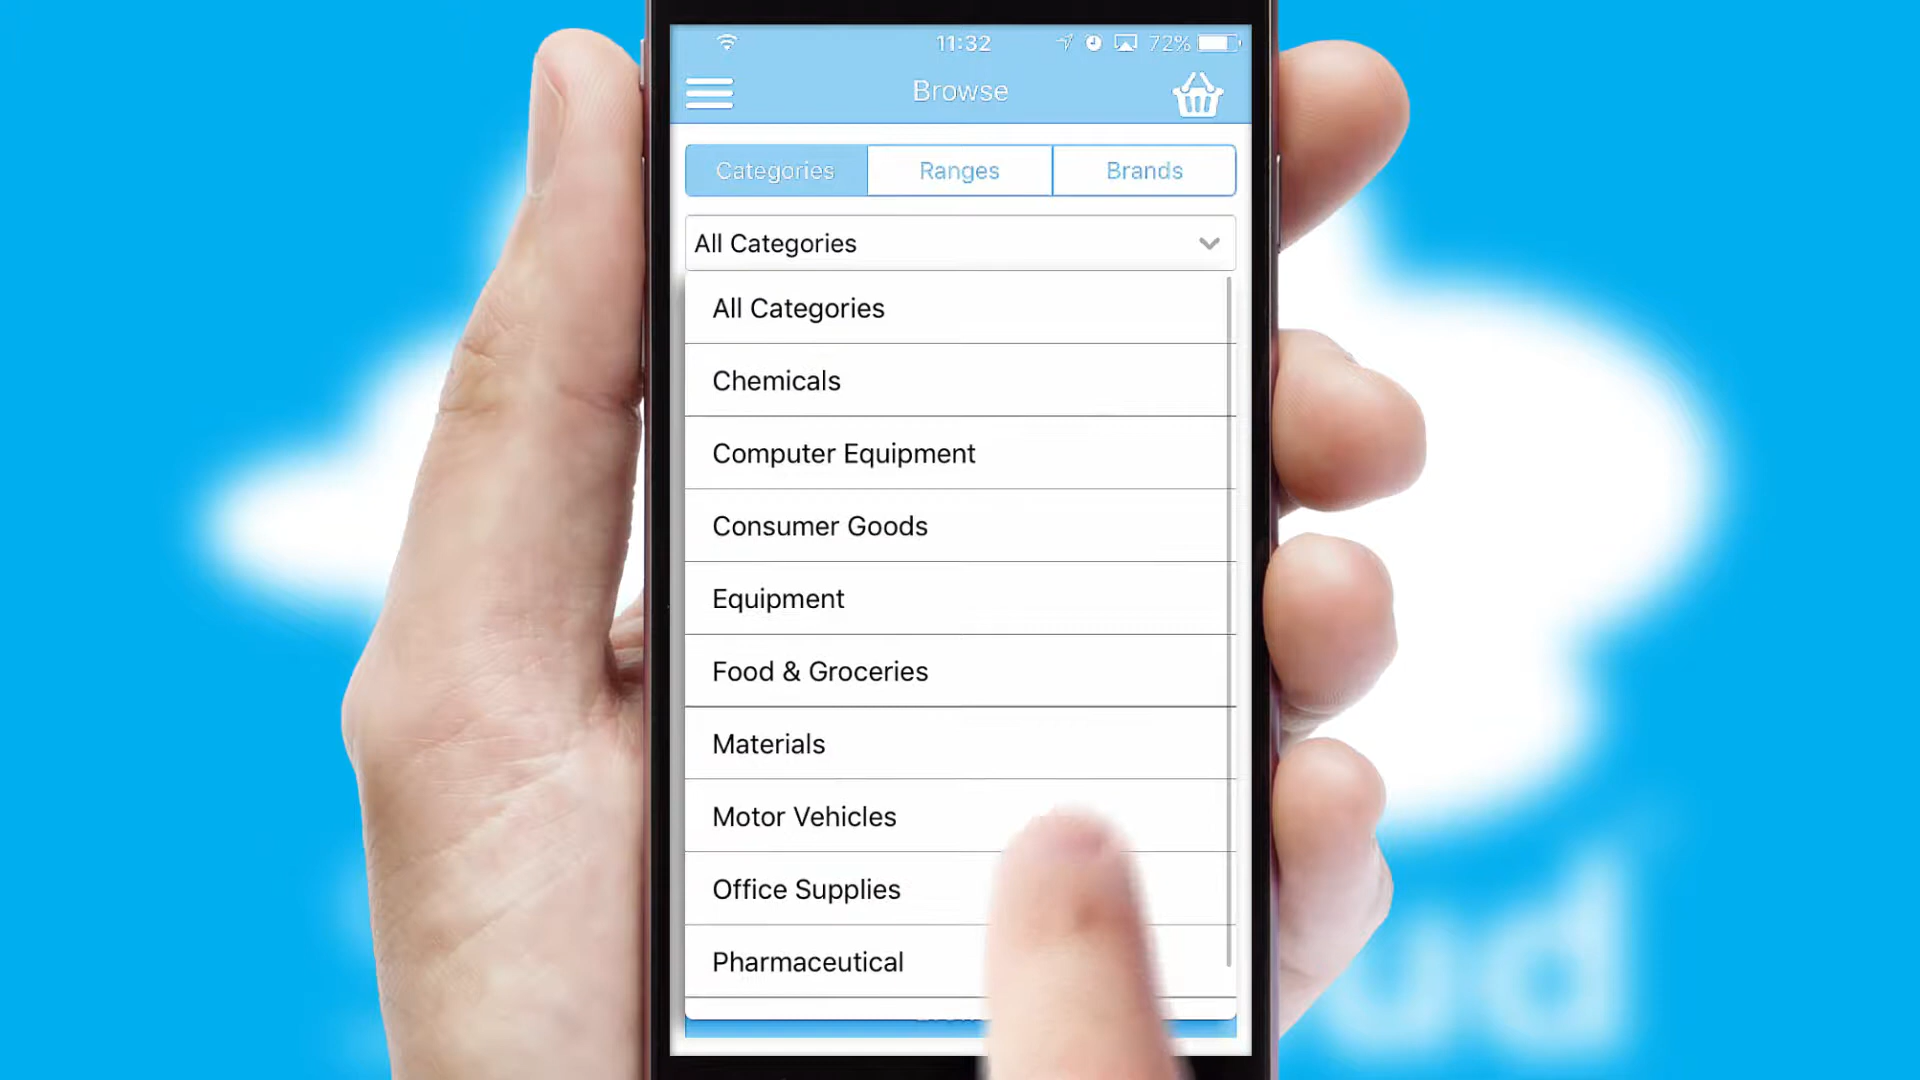 11:32
72%
Browse
Categories
Ranges
Brands
All Categories
All Categories
Chemicals
Computer Equipment
Consumer Goods
Equipment
Food & Groceries
Materials
Motor Vehicles
Office Supplies
Pharmaceutical